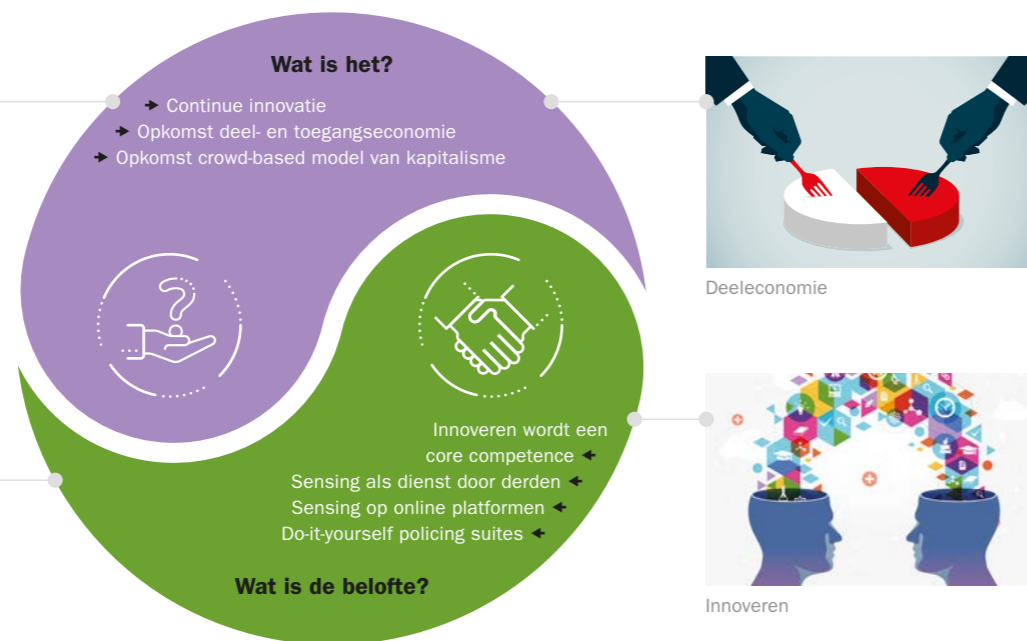 Wat is het?
→ Continue innovatie
→ Opkomst deel- en toegangseconomie
→ Opkomst crowd-based model van kapitalisme
Deeleconomie
Innoveren wordt een
core competence ←
Sensing als dienst door derden ←
Sensing op online platformen ←
Do-it-yourself policing suites ←
Wat is de belofte?
Innoveren